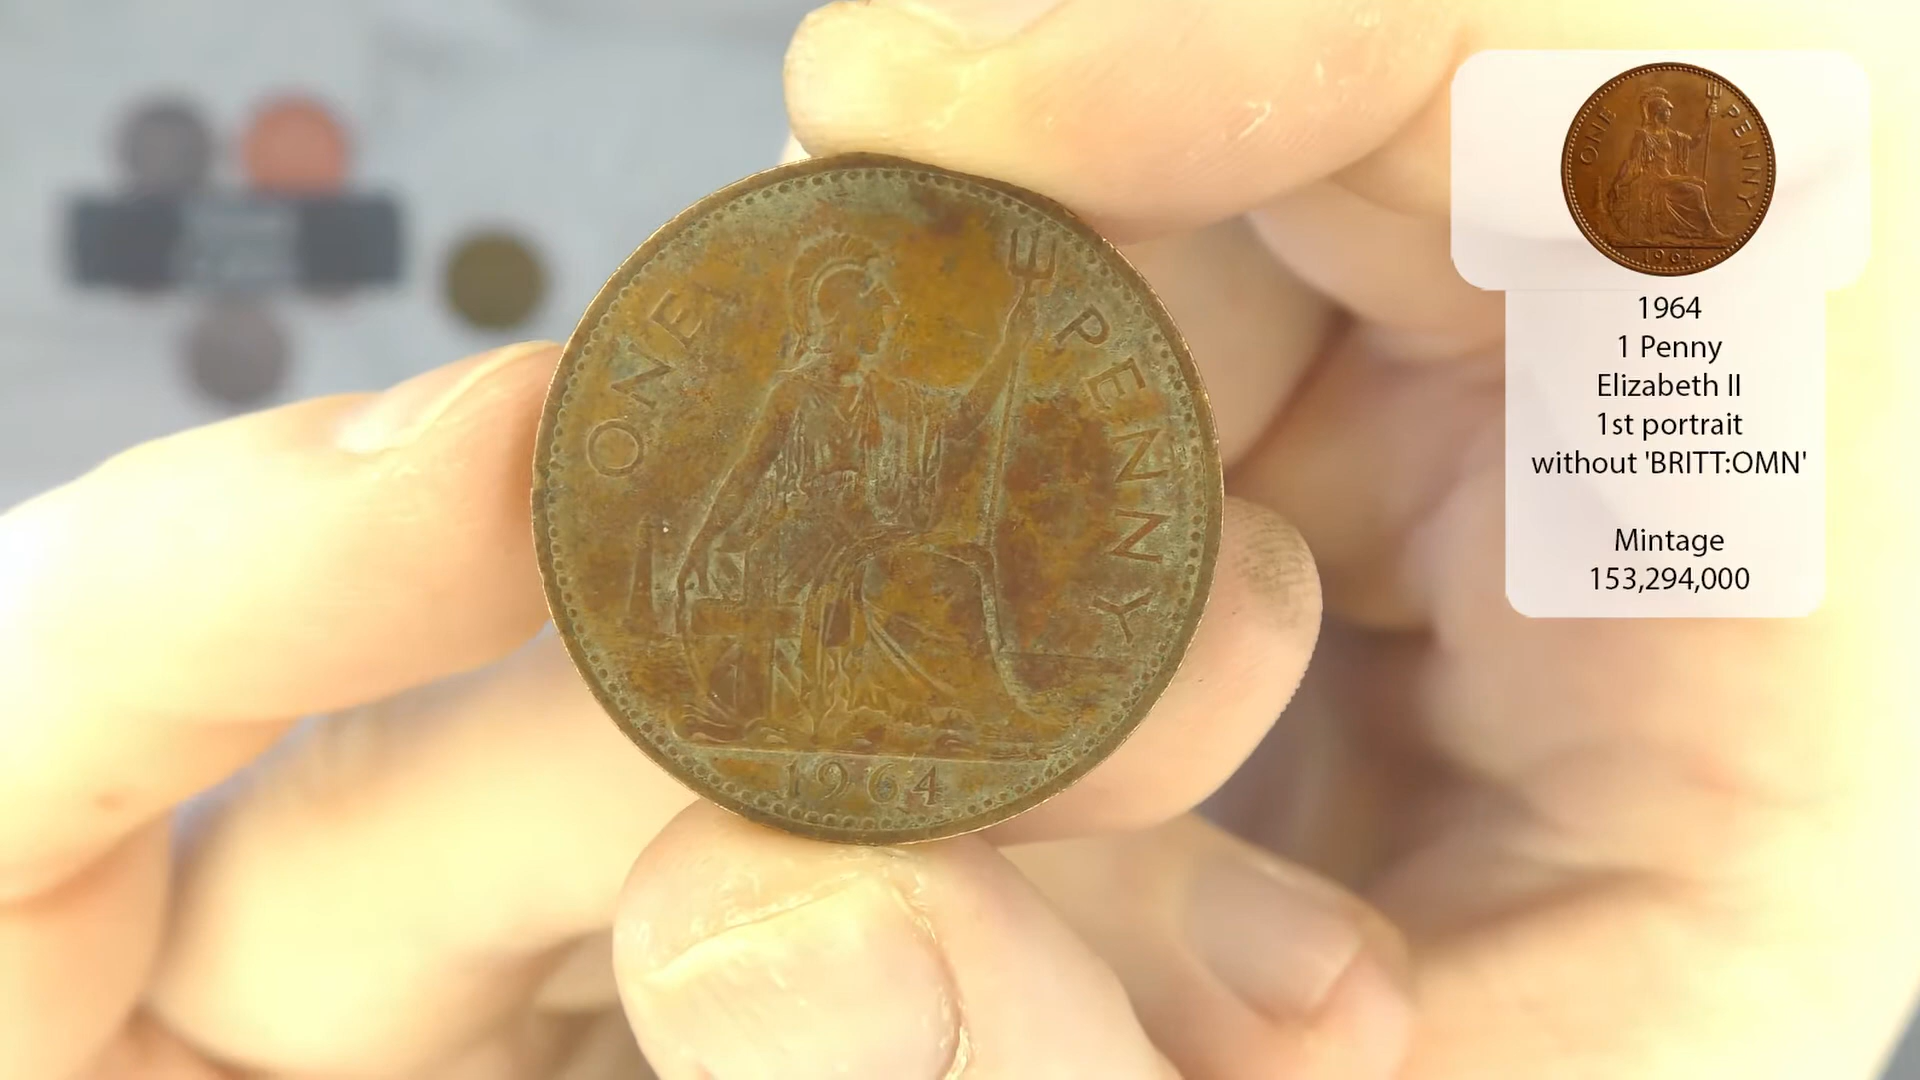 ONE PENNY
1964
ONE PENNY
1964
1964
1 Penny
Elizabeth II
1st portrait
without 'BRITT:OMN'
Mintage
153,294,000